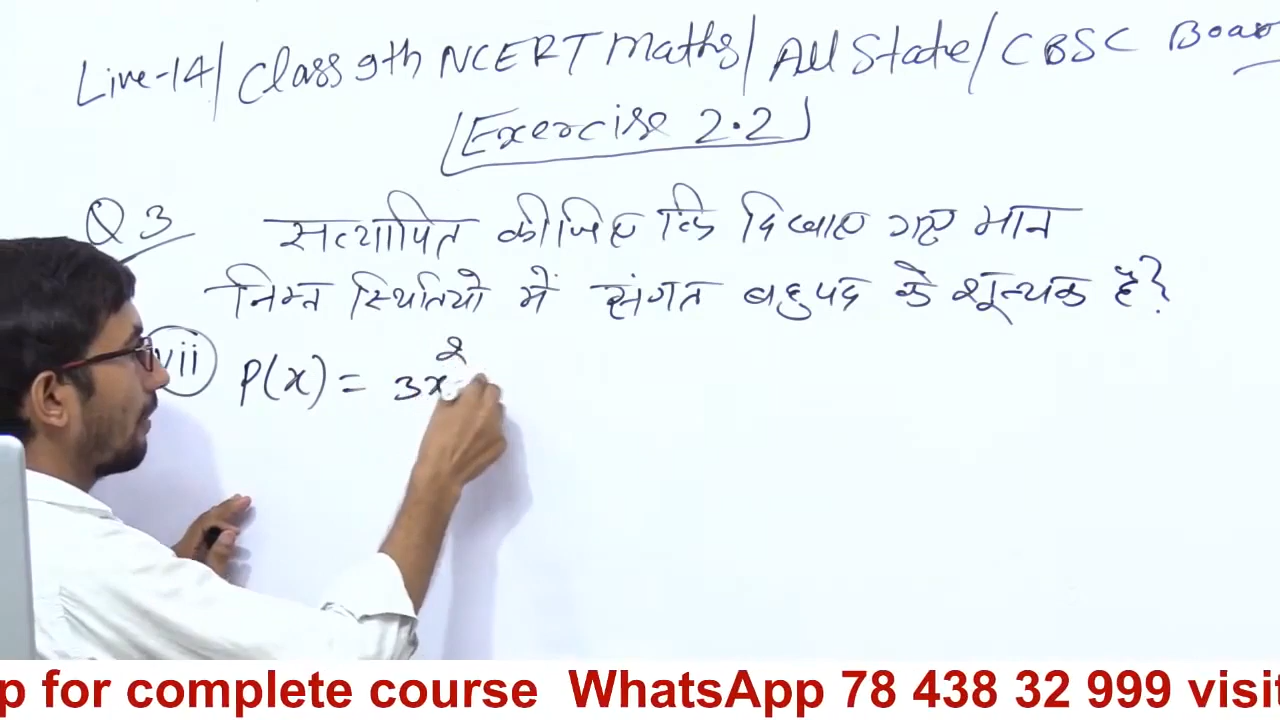 Live-14/ Class 9th NCERT Maths/ All State/ CBSC Boar
Exercise 2.2
Q 3 सत्यापित कीजिए कि दिखाए गए मान
निम्न स्थितियो में संगत बहुपद के शून्यक है?
vii P(x) = 3x²
p for complete course WhatsApp 78 438 32 999 visit